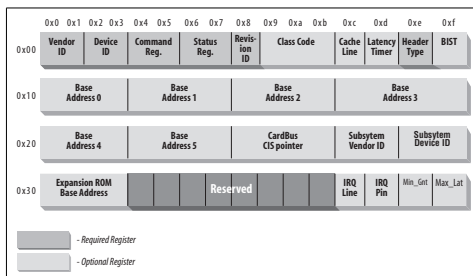 0x0 0x1 0x2 0x3 0x4 0x5 0x6 0x7 0x8 0x9 0xa 0xb 0xc 0xd 0xe 0xf
0x00
Vendor ID
Device ID
Command Reg.
Status Reg.
Revis-
ion
ID
Class Code
Cache Line
Latency Timer
Header Type
BIST
0x10
Base Address 0
Base Address 1
Base Address 2
Base Address 3
0x20
Base Address 4
Base Address 5
CardBus CIS pointer
Subsytem Vendor ID
Subsytem Device ID
0x30
Expansion ROM Base Address
Reserved
IRQ Line
IRQ Pin
Min_Gnt
Max_Lat
- Required Register
- Optional Register